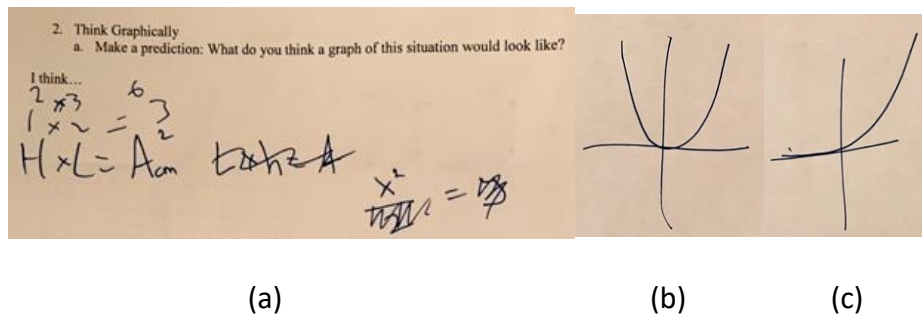 2. Think Graphically
a. Make a prediction: What do you think a graph of this situation would look like?
I think...
2 × 3 6
1 × 2 = 3
H × L = A cm²
x²
=
(a) (b) (c)